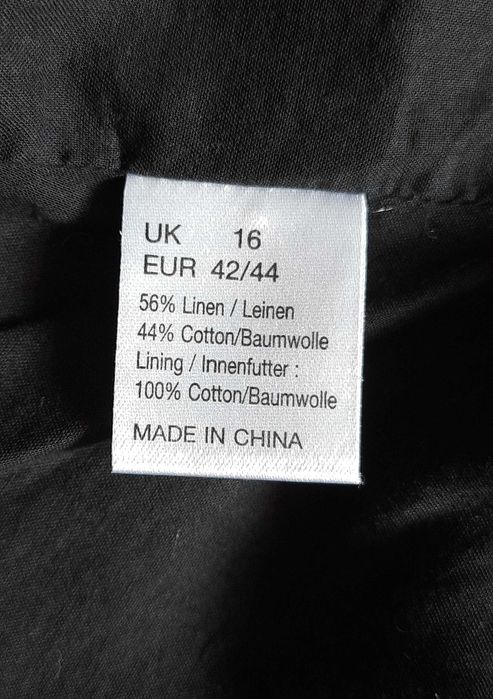 UK 16
EUR 42/44
56% Linen / Leinen
44% Cotton/Baumwolle
Lining / Innenfutter :
100% Cotton/Baumwolle
MADE IN CHINA